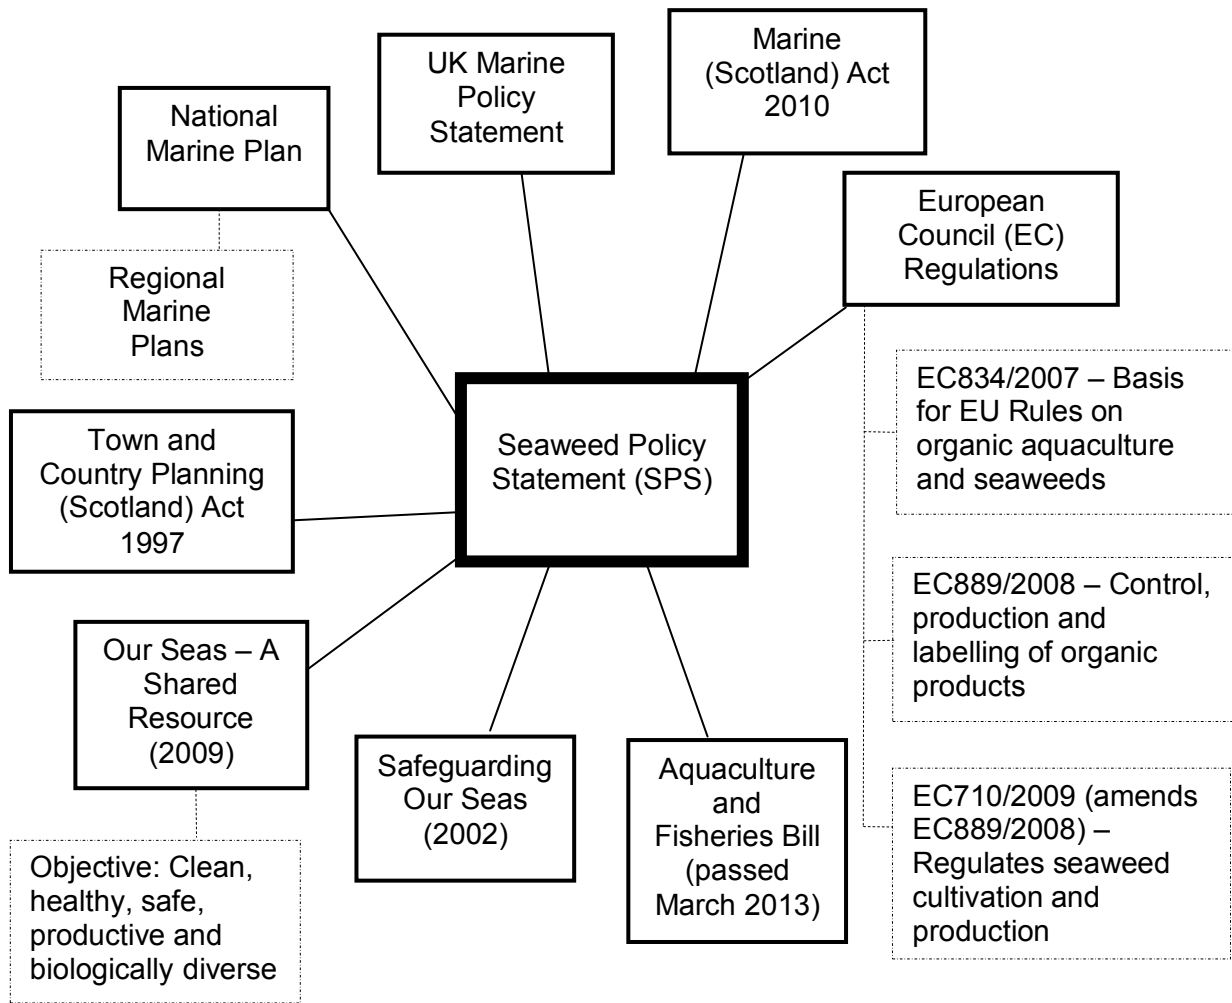 National
Marine Plan
UK Marine
Policy
Statement
Marine
(Scotland) Act
2010
European
Council (EC)
Regulations
Regional
Marine
Plans
EC834/2007 – Basis
for EU Rules on
organic aquaculture
and seaweeds
Town and
Country Planning
(Scotland) Act
1997
Seaweed Policy
Statement (SPS)
EC889/2008 – Control,
production and
labelling of organic
products
Our Seas – A
Shared
Resource
(2009)
Safeguarding
Our Seas
(2002)
Aquaculture
and
Fisheries Bill
(passed
March 2013)
EC710/2009 (amends
EC889/2008) –
Regulates seaweed
cultivation and
production
Objective: Clean,
healthy, safe,
productive and
biologically diverse